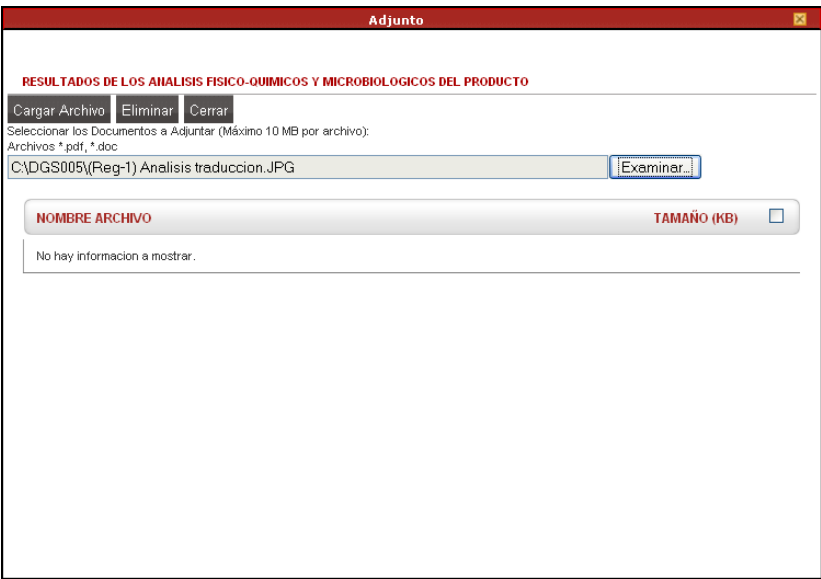 Adjunto
RESULTADOS DE LOS ANALISIS FISICO-QUIMICOS Y MICROBIOLOGICOS DEL PRODUCTO
Cargar Archivo Eliminar Cerrar
Seleccionar los Documentos a Adjuntar (Máximo 10 MB por archivo):
Archivos *.pdf, *.doc
C:\DGS005\(Reg-1) Analisis traduccion.JPG Examinar...
NOMBRE ARCHIVO TAMAÑO (KB)
No hay informacion a mostrar.